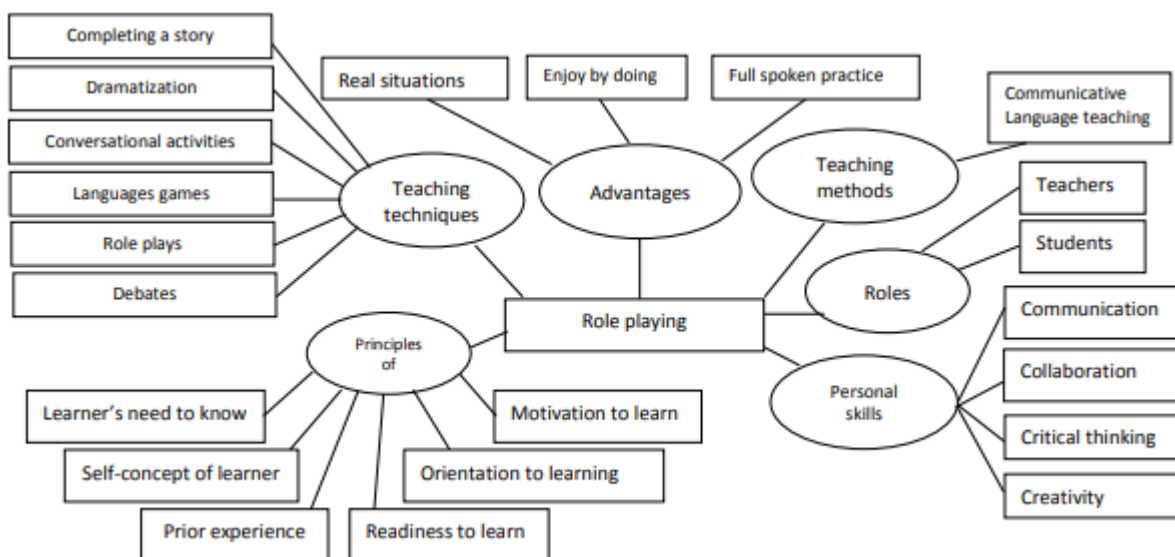 Completing a story
Dramatization
Conversational activities
Languages games
Role plays
Debates
Teaching
techniques
Real situations
Enjoy by doing
Full spoken practice
Advantages
Teaching
methods
Communicative
Language teaching
Roles
Teachers
Students
Role playing
Personal
skills
Communication
Collaboration
Critical thinking
Creativity
Principles
of
Learner's need to know
Self-concept of learner
Prior experience
Readiness to learn
Orientation to learning
Motivation to learn